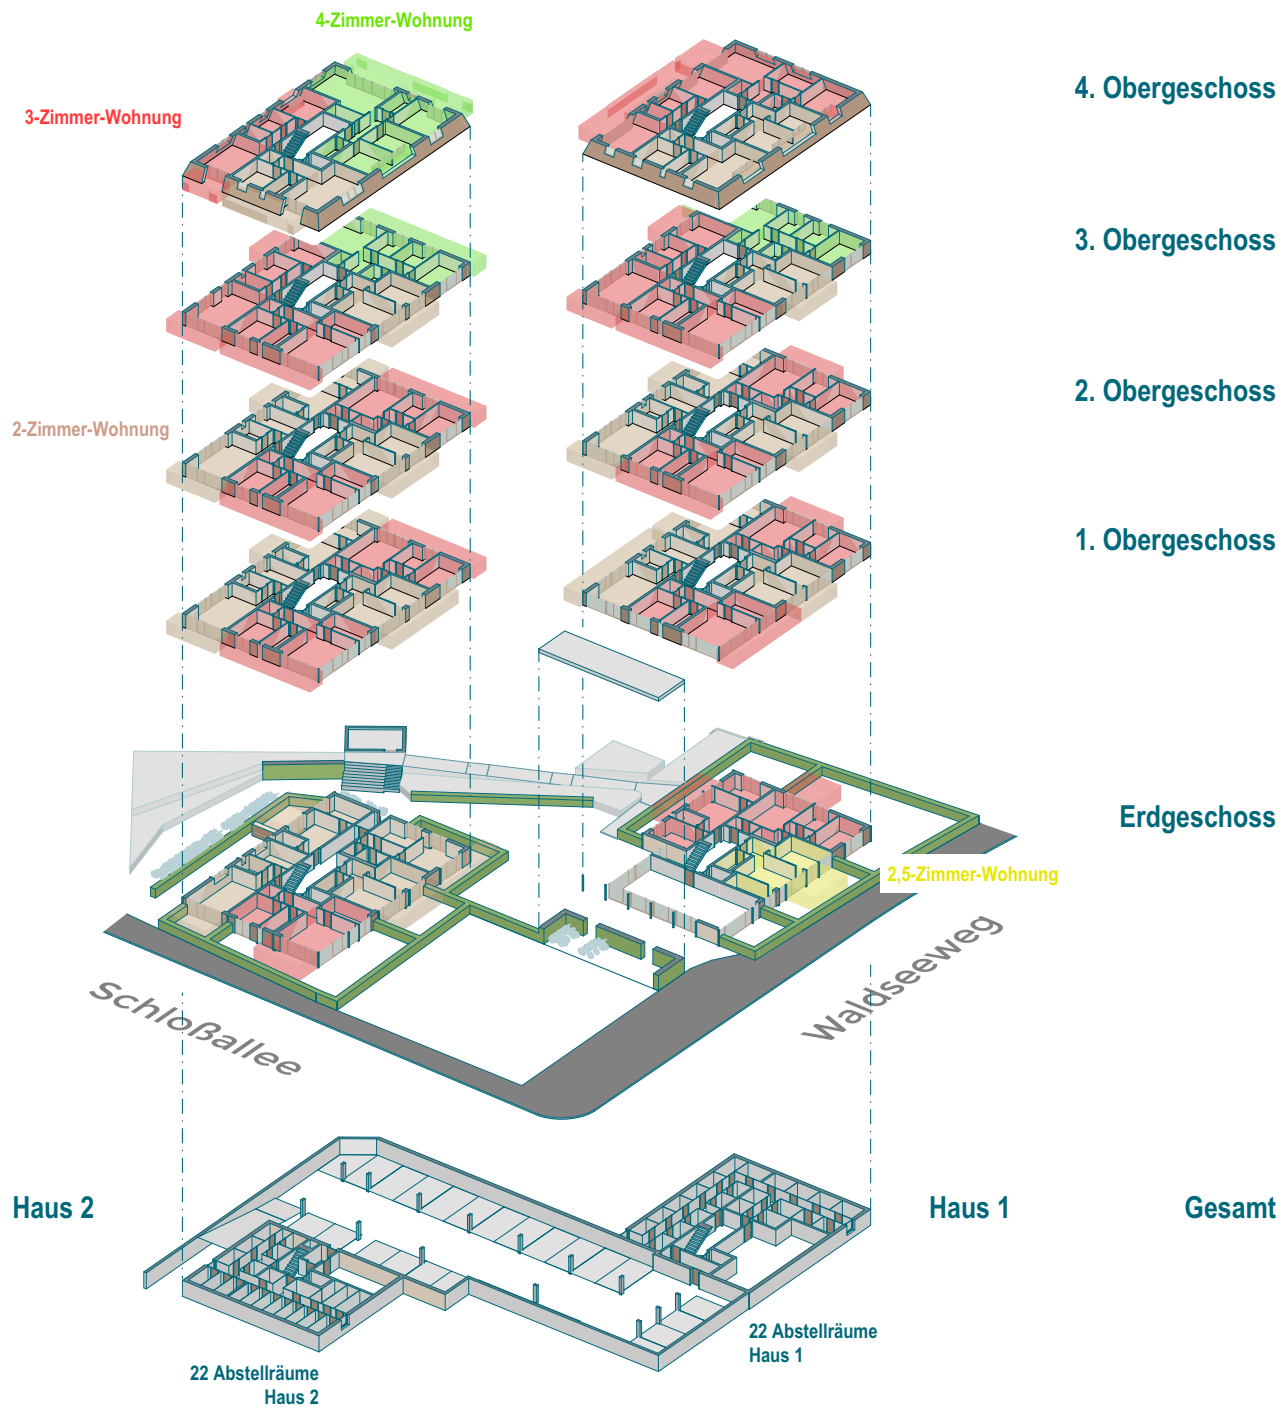 4-Zimmer-Wohnung
4. Obergeschoss
3-Zimmer-Wohnung
3. Obergeschoss
2. Obergeschoss
2-Zimmer-Wohnung
1. Obergeschoss
Erdgeschoss
2,5-Zimmer-Wohnung
Schloßallee
Waldseeweg
Haus 2
Haus 1
Gesamt
22 Abstellräume
Haus 1
22 Abstellräume
Haus 2